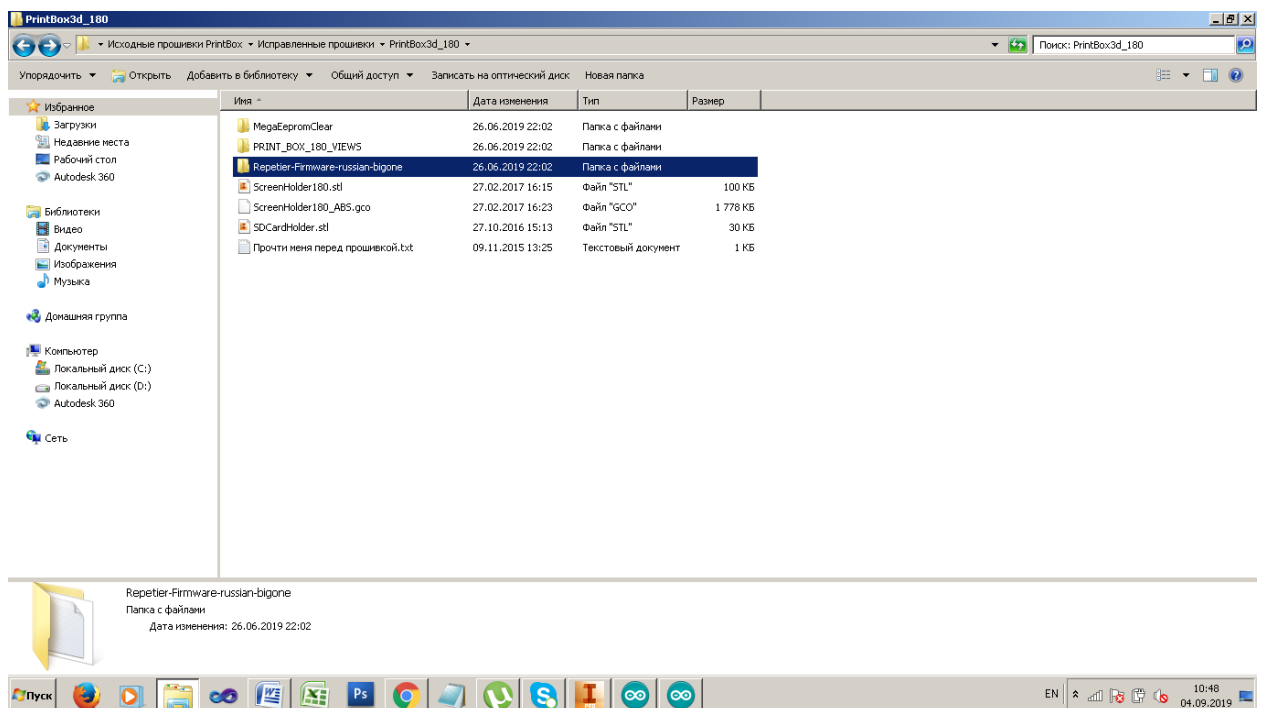 PrintBox3d_180
Исходные прошивки PrintBox Исправленные прошивки PrintBox3d_180
Поиск: PrintBox3d_180
Упорядочить Открыть Добавить в библиотеку Общий доступ Записать на оптический диск Новая папка
Избранное
Загрузки
Недавние места
Рабочий стол
Autodesk 360
Библиотеки
Видео
Документы
Изображения
Музыка
Домашняя группа
Компьютер
Локальный диск (C:)
Локальный диск (D:)
Autodesk 360
Сеть
Имя Дата изменения Тип Размер
MegaEepromClear 26.06.2019 22:02 Папка с файлами
PRINT_BOX_180_VIEWS 26.06.2019 22:02 Папка с файлами
Repetier-Firmware-russian-bigone 26.06.2019 22:02 Папка с файлами
ScreenHolder180.stl 27.02.2017 16:15 Файл "STL" 100 КБ
ScreenHolder180_ABS.gco 27.02.2017 16:23 Файл "GCO" 1 778 КБ
SDCardHolder.stl 27.10.2016 15:13 Файл "STL" 30 КБ
Прочти меня перед прошивкой.txt 09.11.2015 13:25 Текстовый документ 1 КБ
Repetier-Firmware-russian-bigone
Папка с файлами
Дата изменения: 26.06.2019 22:02
Пуск
Ps
EN
10:48
04.09.2019